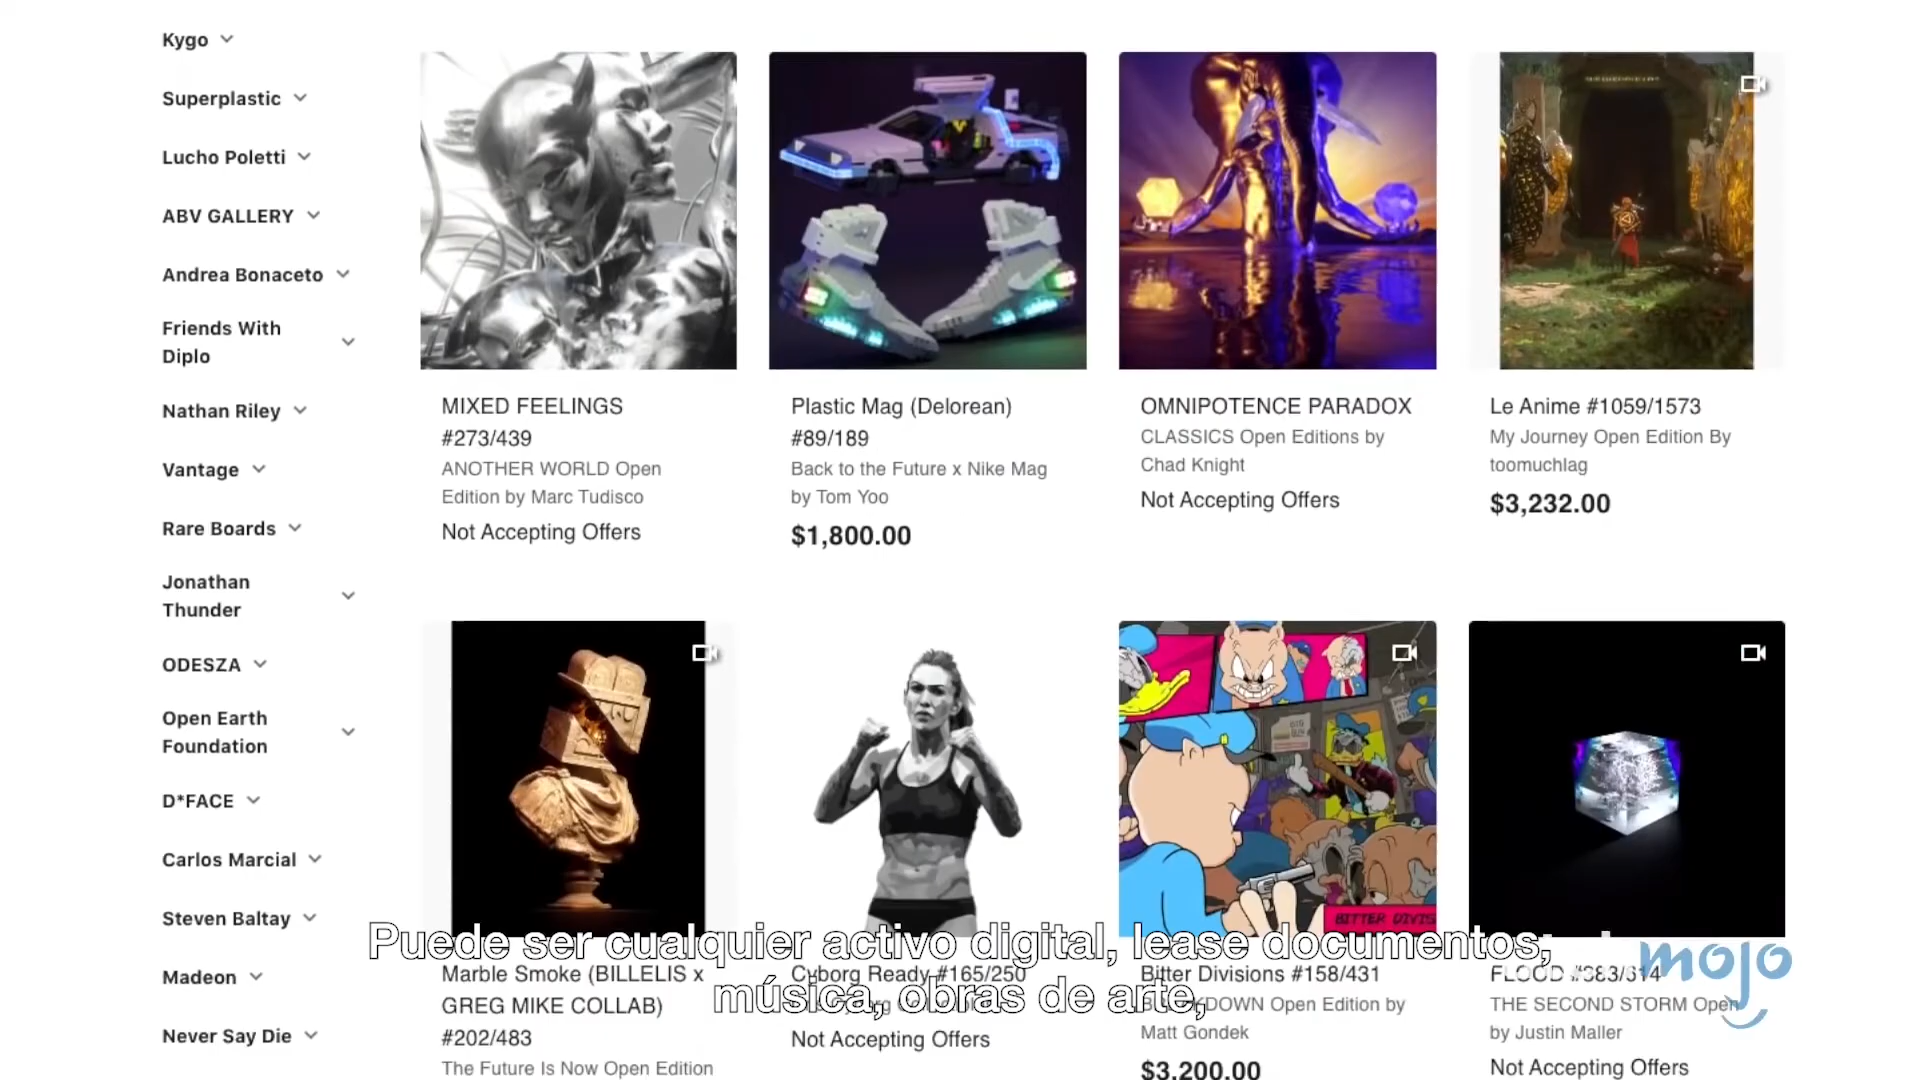 Kygo
Superplastic
Lucho Poletti
ABV GALLERY
Andrea Bonaceto
Friends With
Diplo
Nathan Riley
Vantage
Rare Boards
Jonathan
Thunder
ODESZA
Open Earth
Foundation
D*FACE
Carlos Marcial
Steven Baltay
Madeon
Never Say Die
MIXED FEELINGS
#273/439
ANOTHER WORLD Open
Edition by Marc Tudisco
Not Accepting Offers
Plastic Mag (Delorean)
#89/189
Back to the Future x Nike Mag
by Tom Yoo
$1,800.00
OMNIPOTENCE PARADOX
CLASSICS Open Editions by
Chad Knight
Not Accepting Offers
Le Anime #1059/1573
My Journey Open Edition By
toomuchlag
$3,232.00
Marble Smoke (BILLELIS x
GREG MIKE COLLAB)
#202/483
The Future Is Now Open Edition
Cyborg Ready #165/250
Not Accepting Offers
BITTER DIVIS
Bitter Divisions #158/431
DOWN Open Edition by
Matt Gondek
$3,200.00
FLOOD
THE SECOND STORM Open
by Justin Maller
Not Accepting Offers
Puede ser cualquier activo digital, lease documentos,
música, obras de arte,
mojo